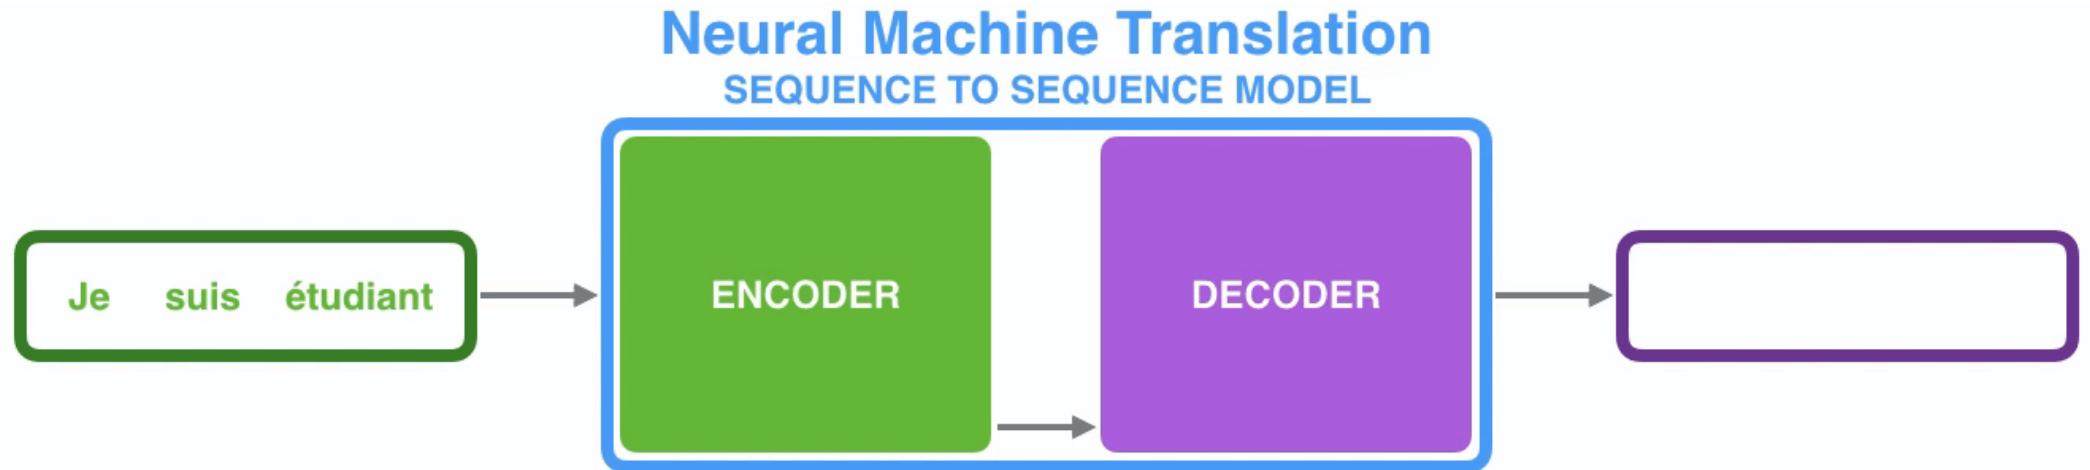 Neural Machine Translation
SEQUENCE TO SEQUENCE MODEL
Je suis étudiant
ENCODER
DECODER